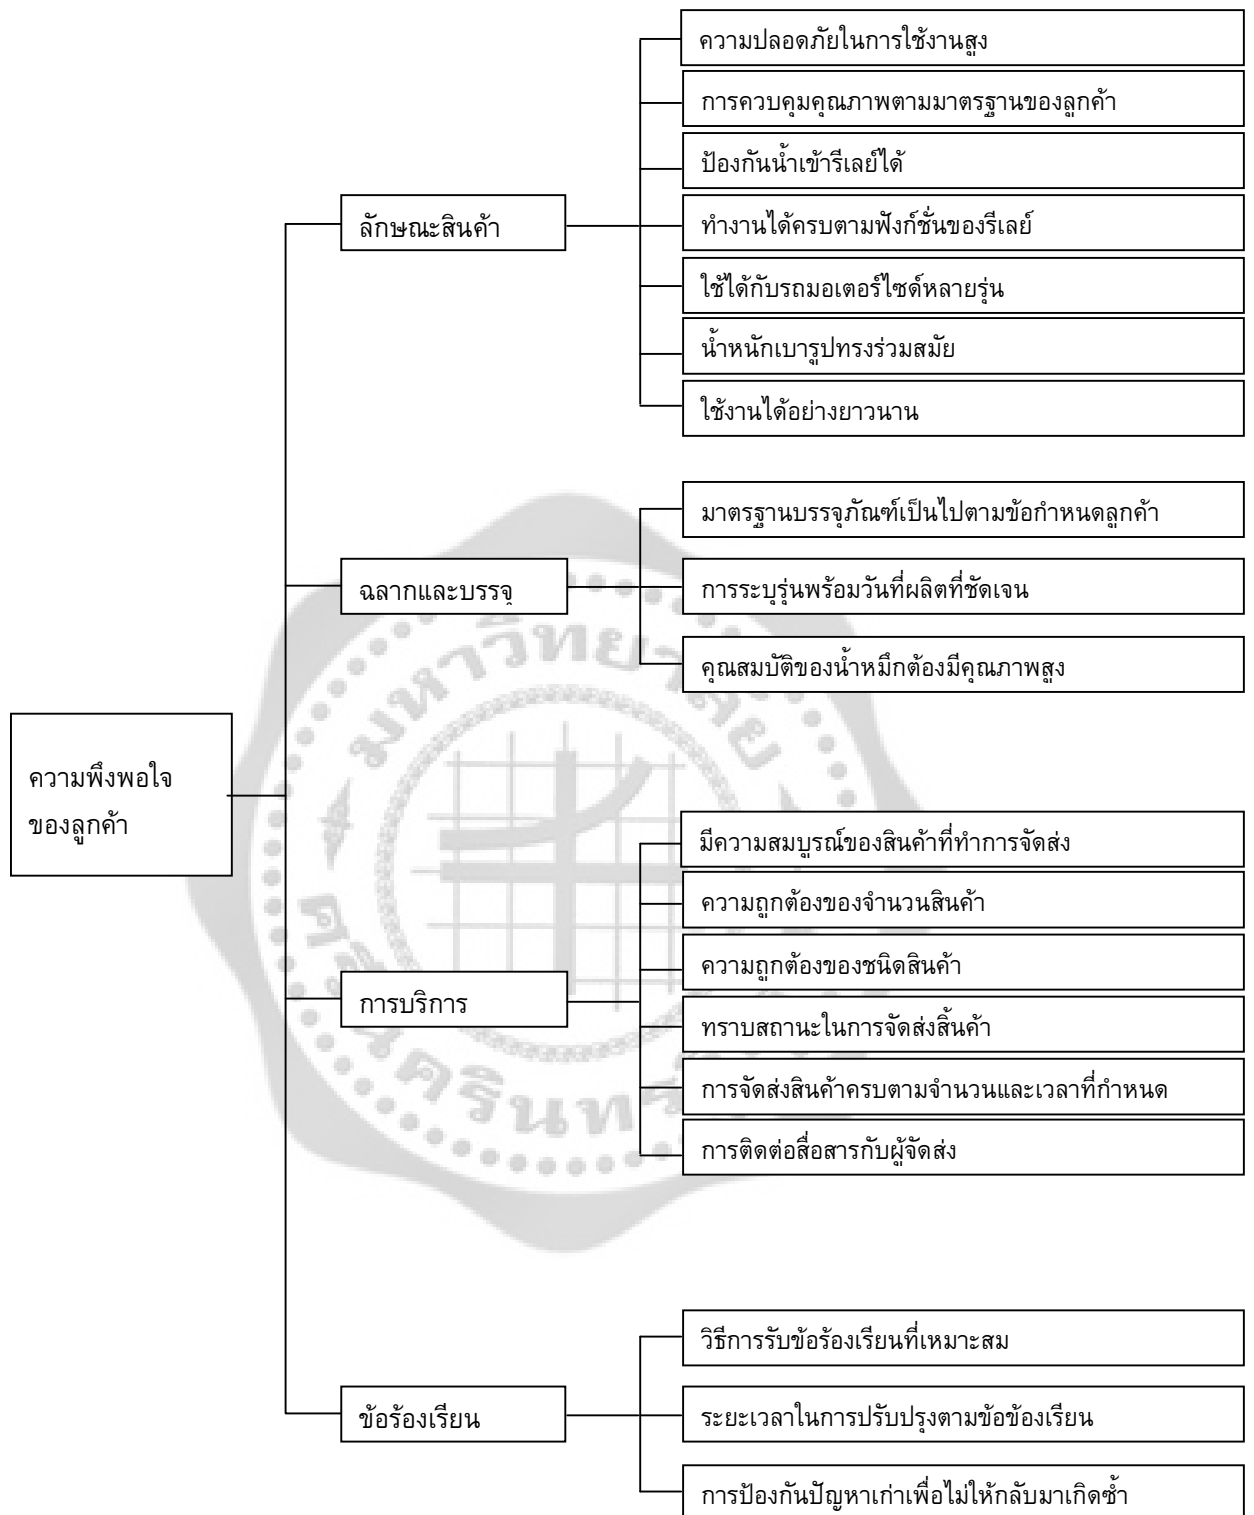 ความปลอดภัยในการใช้งานสูง
การควบคุมคุณภาพตามมาตรฐานของลูกค้า
ป้องกันน้ำเข้ารีเลย์ได้
ลักษณะสินค้า
ทำงานได้ครบตามฟังก์ชั่นของรีเลย์
ใช้ได้กับรถมอเตอร์ไซด์หลายรุ่น
น้ำหนักเบารูปทรงร่วมสมัย
ใช้งานได้อย่างยาวนาน
มาตรฐานบรรจุภัณฑ์เป็นไปตามข้อกำหนดลูกค้า
ฉลากและบรรจุ
การระบุรุ่นพร้อมวันที่ผลิตที่ชัดเจน
คุณสมบัติของน้ำหมึกต้องมีคุณภาพสูง
ความพึงพอใจ
ของลูกค้า
มีความสมบูรณ์ของสินค้าที่ทำการจัดส่ง
ความถูกต้องของจำนวนสินค้า
ความถูกต้องของชนิดสินค้า
การบริการ
ทราบสถานะในการจัดส่งสิ้นค้า
การจัดส่งสินค้าครบตามจำนวนและเวลาที่กำหนด
การติดต่อสื่อสารกับผู้จัดส่ง
วิธีการรับข้อร้องเรียนที่เหมาะสม
ข้อร้องเรียน
ระยะเวลาในการปรับปรุงตามข้อข้องเรียน
การป้องกันปัญหาเก่าเพื่อไม่ให้กลับมาเกิดซ้ำ
มหาวิทยาลัย